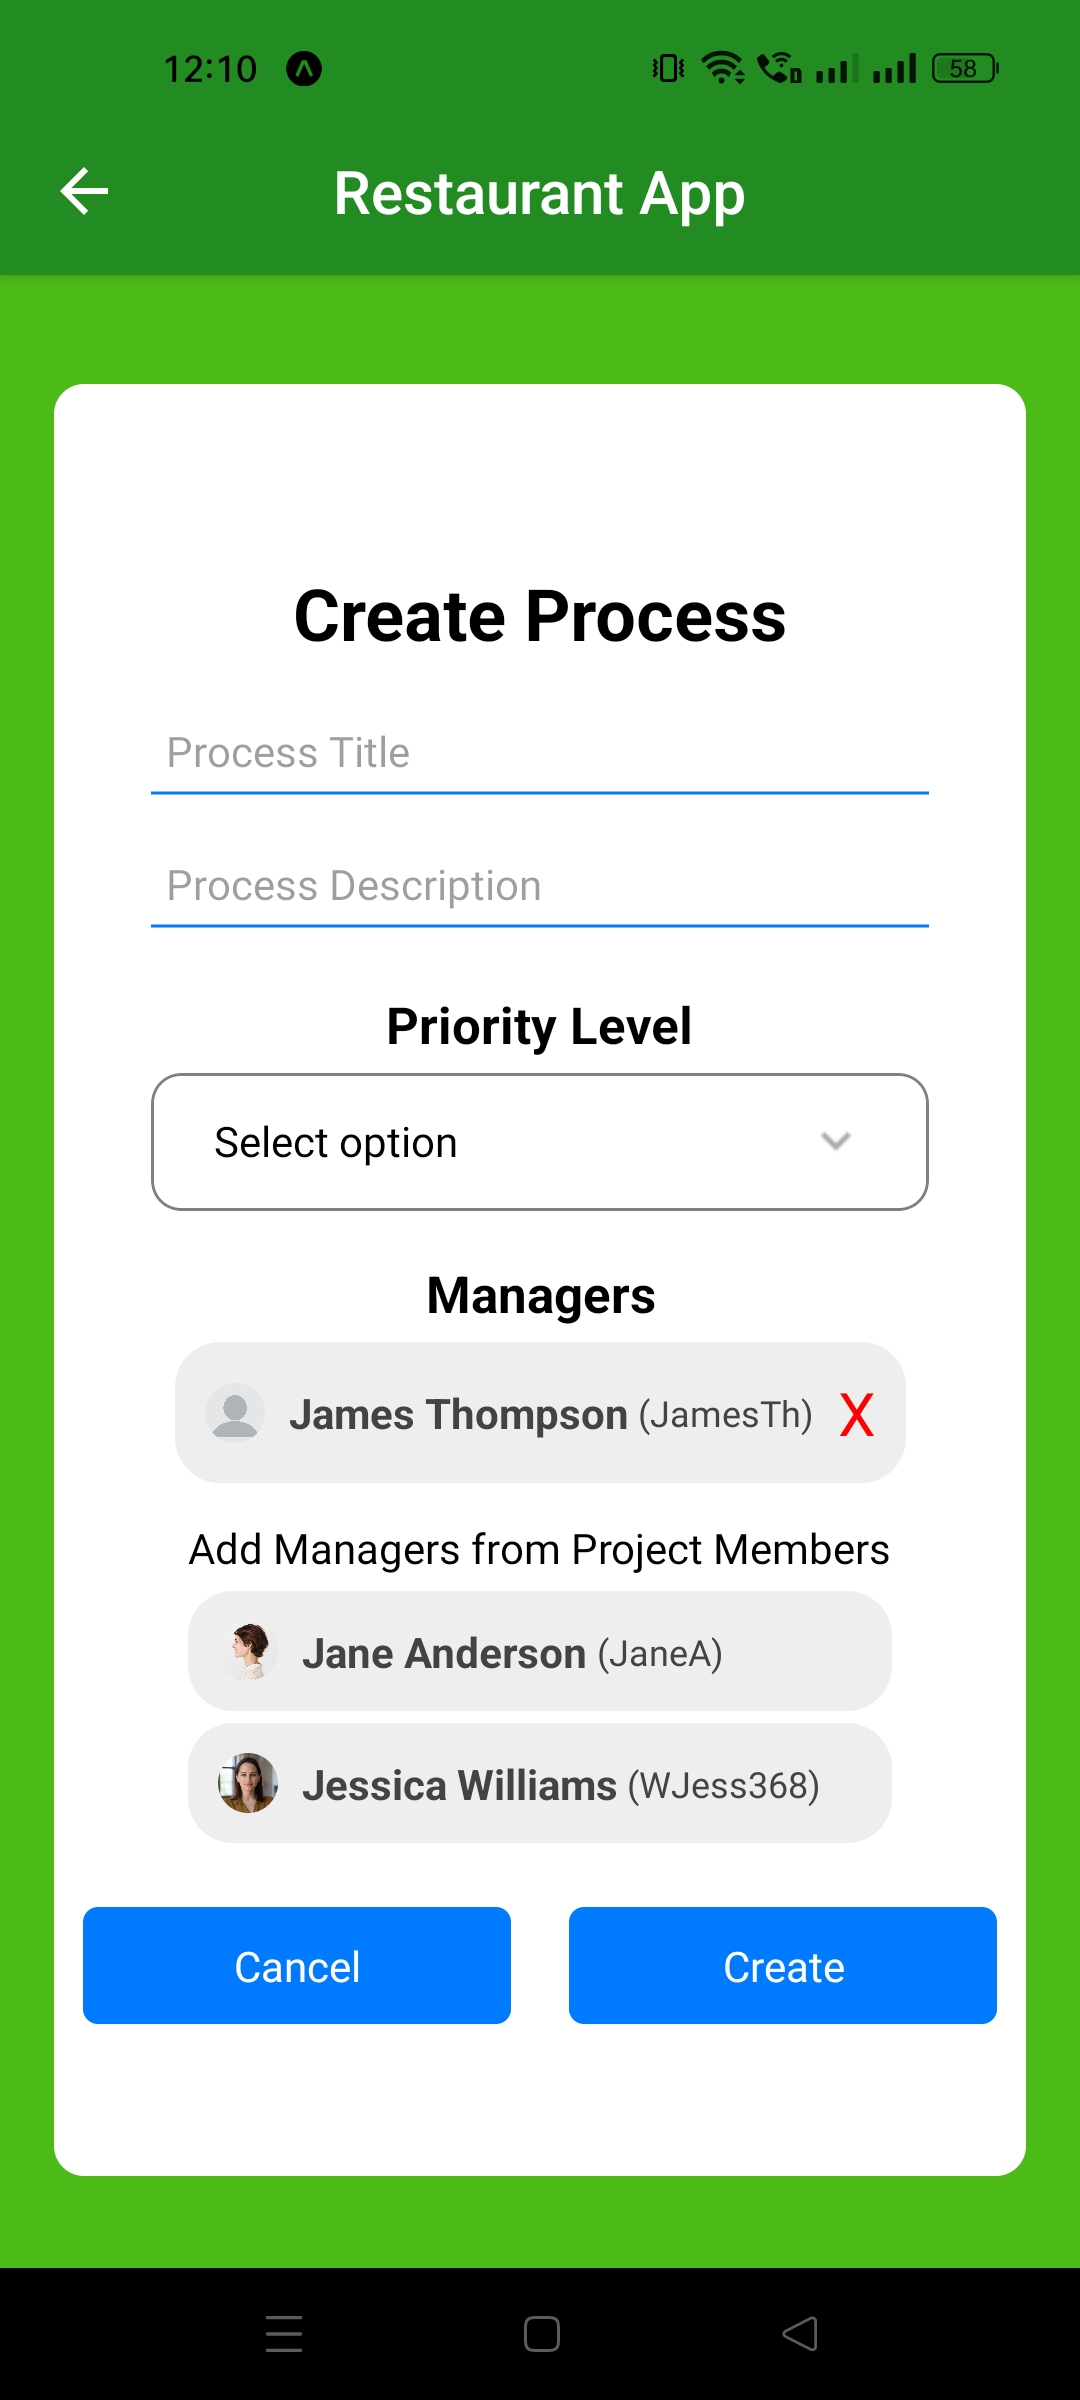 12:10 58
Restaurant App
Create Process
Process Title
Process Description
Priority Level
Select option
Managers
James Thompson (JamesTh) X
Add Managers from Project Members
Jane Anderson (JaneA)
Jessica Williams (WJess368)
Cancel Create